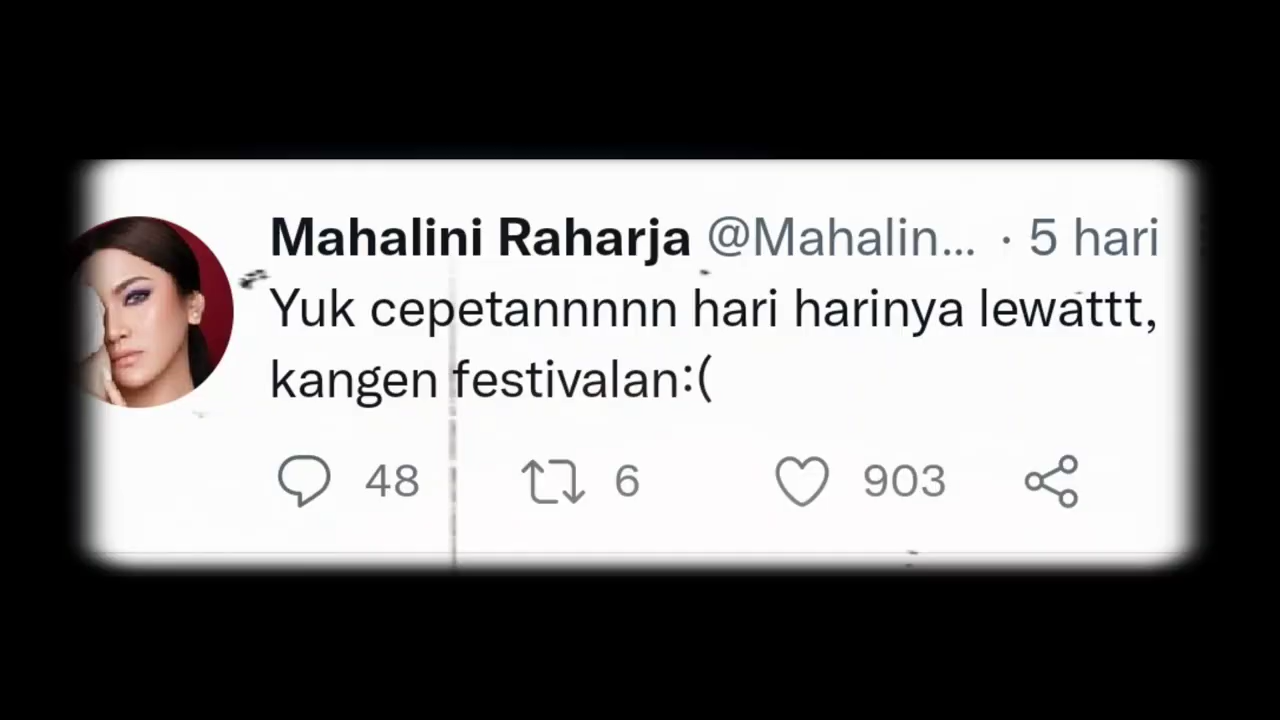 Mahalini Raharja @Mahalin... · 5 hari
Yuk cepetannnnn hari harinya lewattt,
kangen festivalan:(
48 6 903